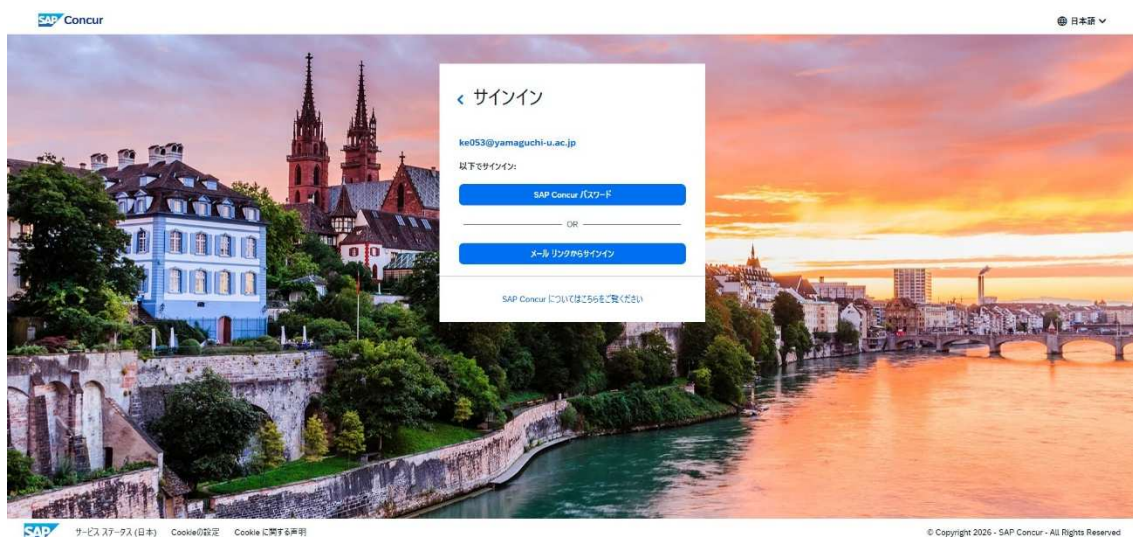 SAP Concur
日本語
サインイン
ke053@yamaguchi-u.ac.jp
以下でサインイン:
SAP Concur パスワード
OR
メール リンクからサインイン
SAP Concur についてはこちらをご覧ください
SAP サービス ステータス (日本) Cookieの設定 Cookie に関する声明
© Copyright 2026 - SAP Concur - All Rights Reserved